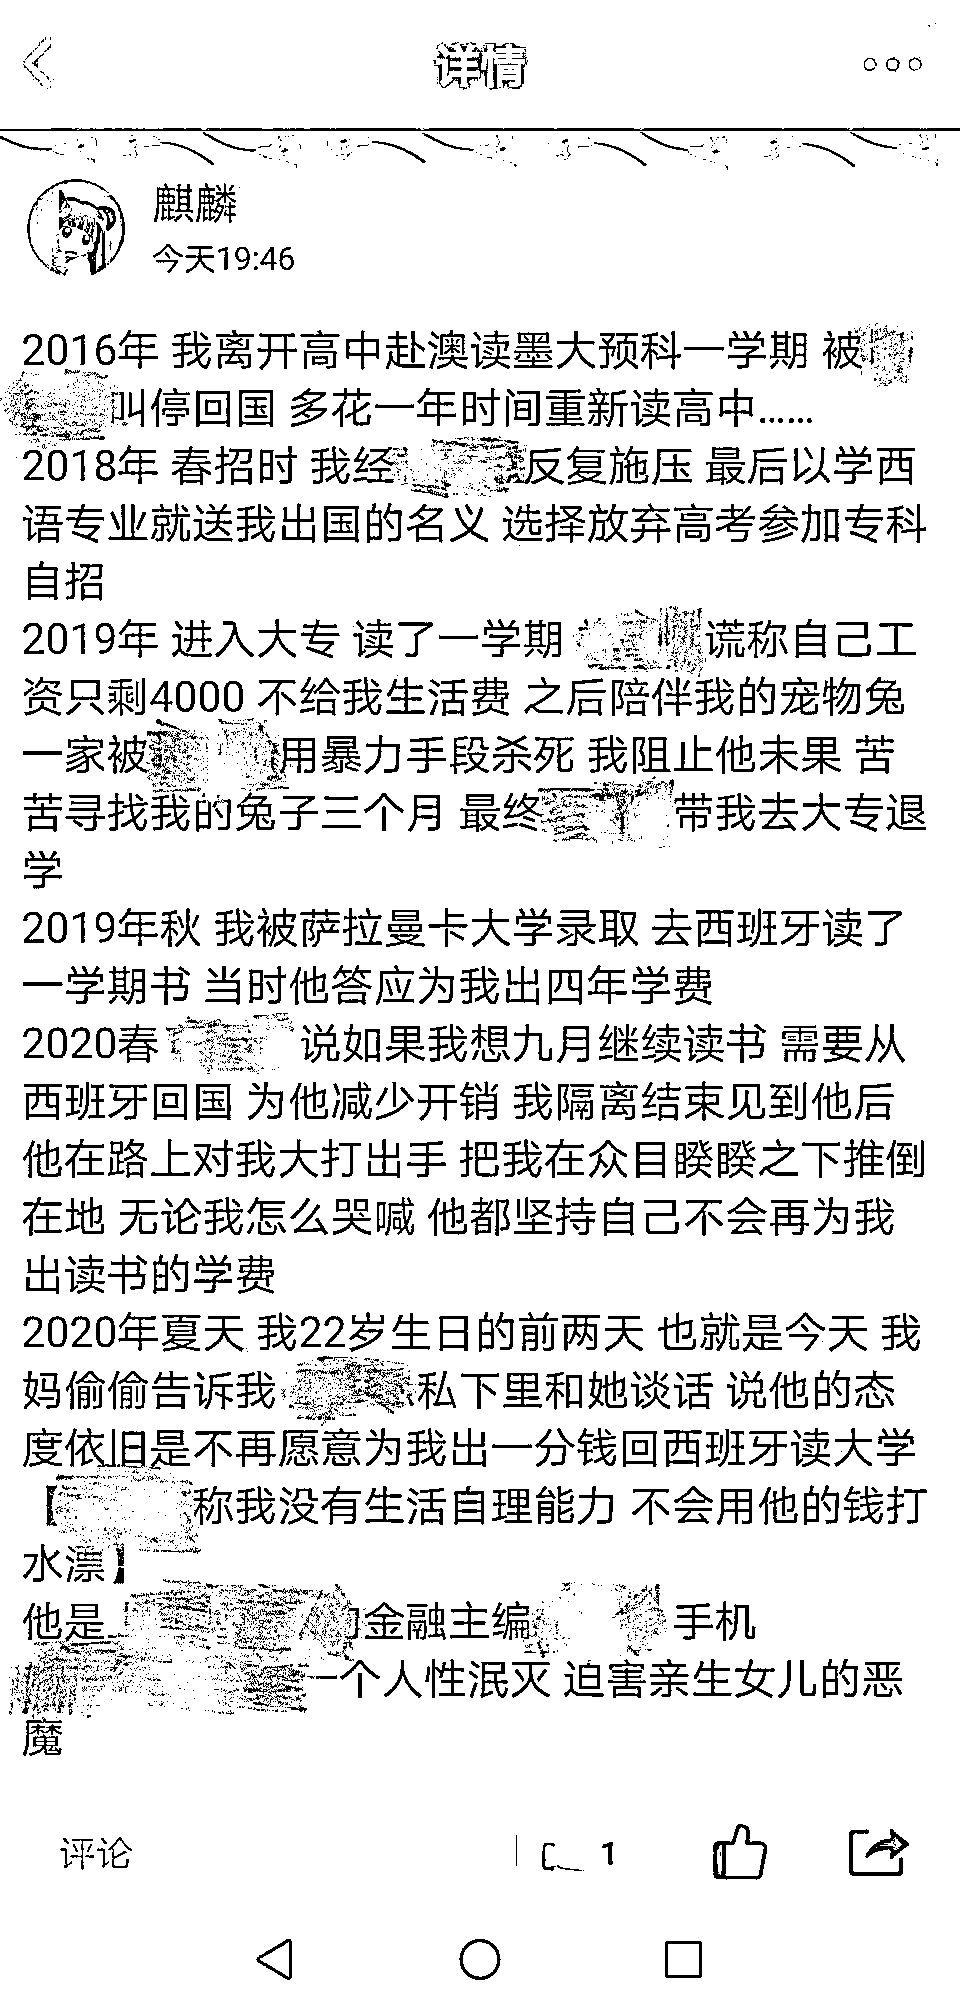 详情
麒麟
今天19:46
2016年 我离开高中赴澳读墨大预科一学期 被
叫停回国 多花一年时间重新读高中……
2018年 春招时 我经 反复施压 最后以学西
语专业就送我出国的名义 选择放弃高考参加专科
自招
2019年 进入大专 读了一学期 谎称自己工
资只剩4000 不给我生活费 之后陪伴我的宠物兔
一家被 用暴力手段杀死 我阻止他未果 苦
苦寻找我的兔子三个月 最终 带我去大专退
学
2019年秋 我被萨拉曼卡大学录取 去西班牙读了
一学期书 当时他答应为我出四年学费
2020春 说如果我想九月继续读书 需要从
西班牙回国 为他减少开销 我隔离结束见到他后
他在路上对我大打出手 把我在众目睽睽之下推倒
在地 无论我怎么哭喊 他都坚持自己不会再为我
出读书的学费
2020年夏天 我22岁生日的前两天 也就是今天 我
妈偷偷告诉我 私下里和她谈话 说他的态
度依旧是不再愿意为我出一分钱回西班牙读大学
【 称我没有生活自理能力 不会用他的钱打
水漂】
他是 金融主编 手机
一个人性泯灭 迫害亲生女儿的恶
魔
评论 1